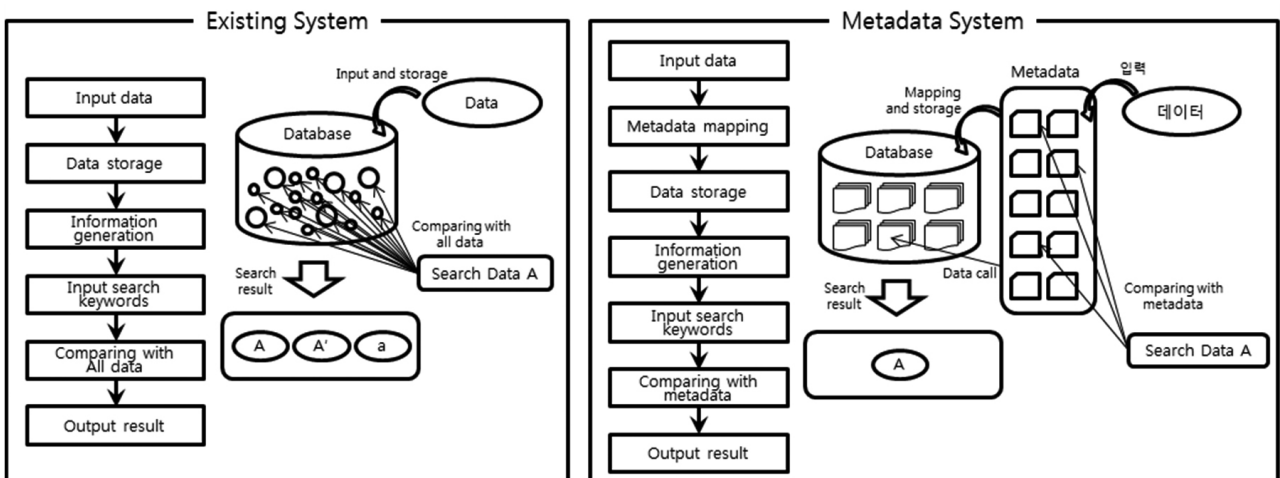 Existing System
Input data
Data storage
Information
generation
Input search
keywords
Comparing with
All data
Output result
Input and storage
Data
Database
Comparing with
all data
Search Data A
Search
result
A
A'
a
Metadata System
Input data
Metadata mapping
Data storage
Information
generation
Input search
keywords
Comparing with
metadata
Output result
Metadata
입력
데이터
Mapping
and storage
Database
Data call
Search
result
Comparing with
metadata
Search Data A
A